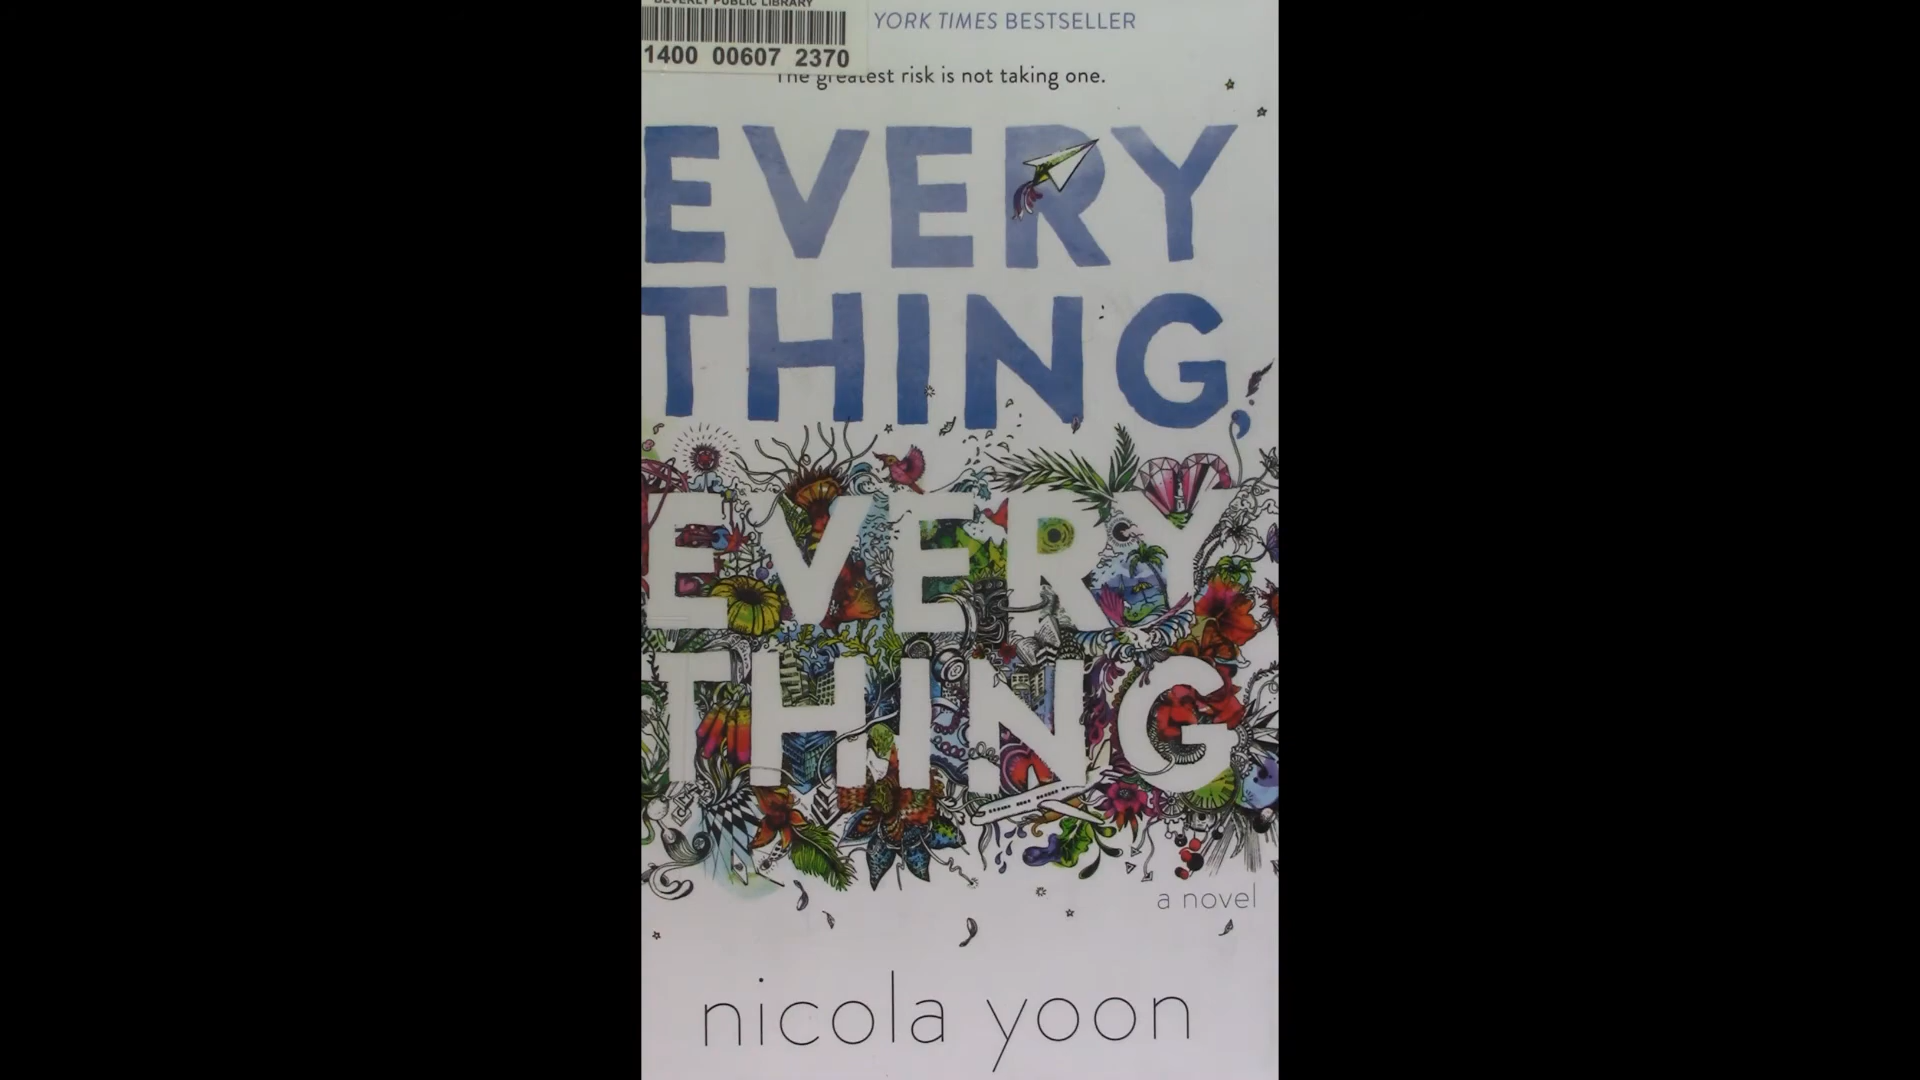 BEVERLY PUBLIC LIBRARY
1400 00607 2370
YORK TIMES BESTSELLER
The greatest risk is not taking one.
EVERY
THING,
EVERY
THING
a novel
nicola yoon